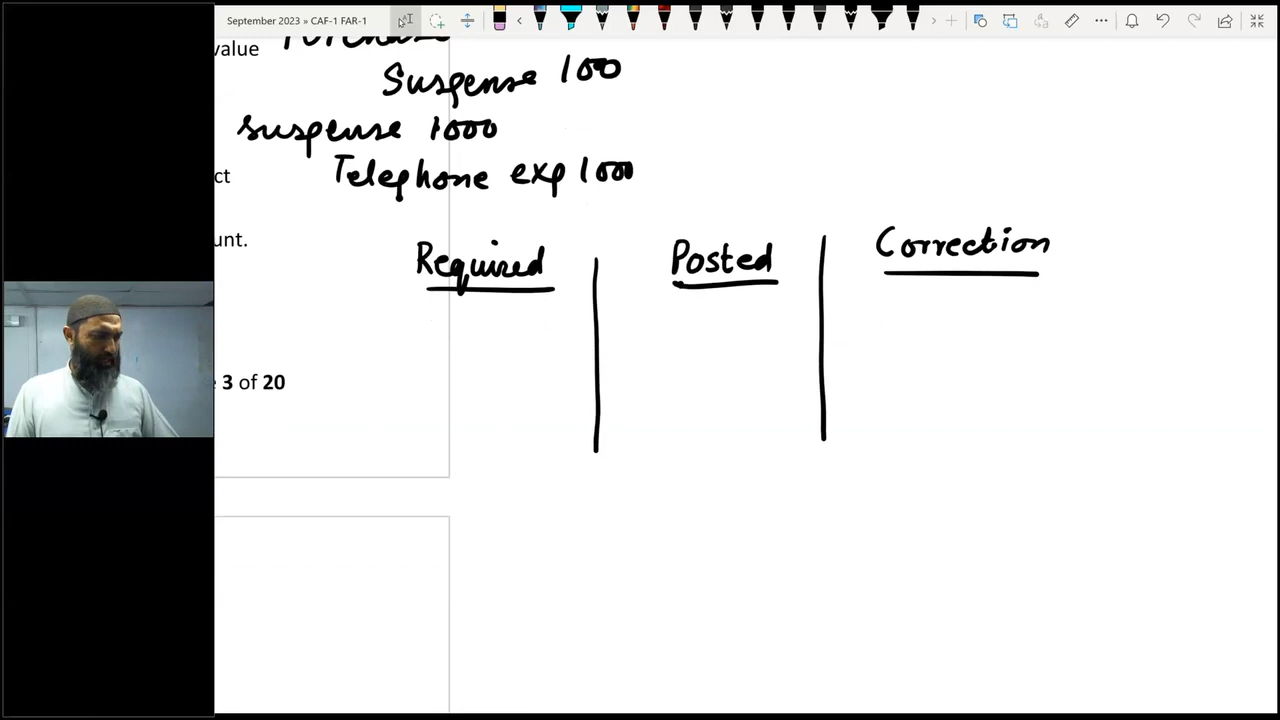 September 2023 » CAF-1 FAR-1
value
Purchase
Suspense 100
suspense 1000
Telephone exp 1000
ct
unt.
Required Posted Correction
3 of 20